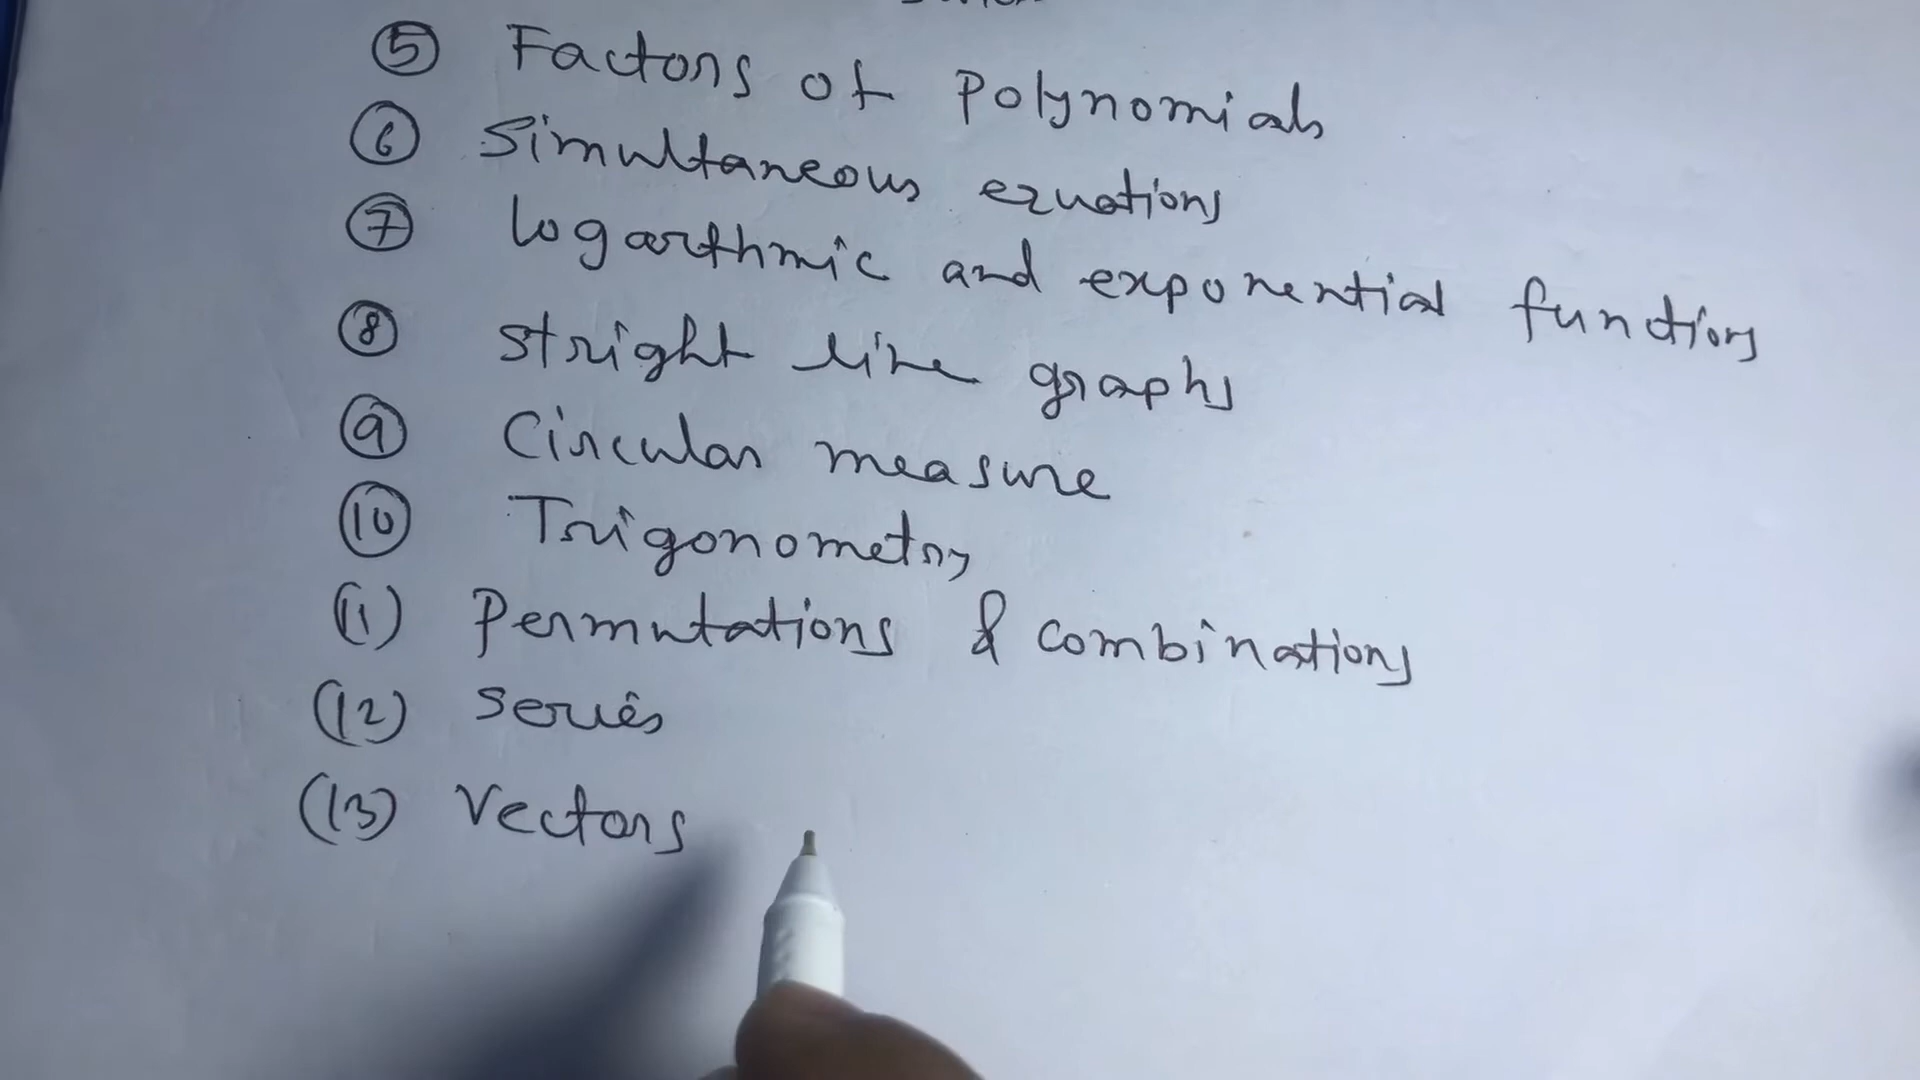 ⑤ Factors of Polynomials
⑥ Simultaneous equations
⑦ logarthmic and exponential functions
⑧ stright line graphs
⑨ Circular measure
⑩ Trigonometry
(11) Permutations & combinations
(12) series
(13) Vectors